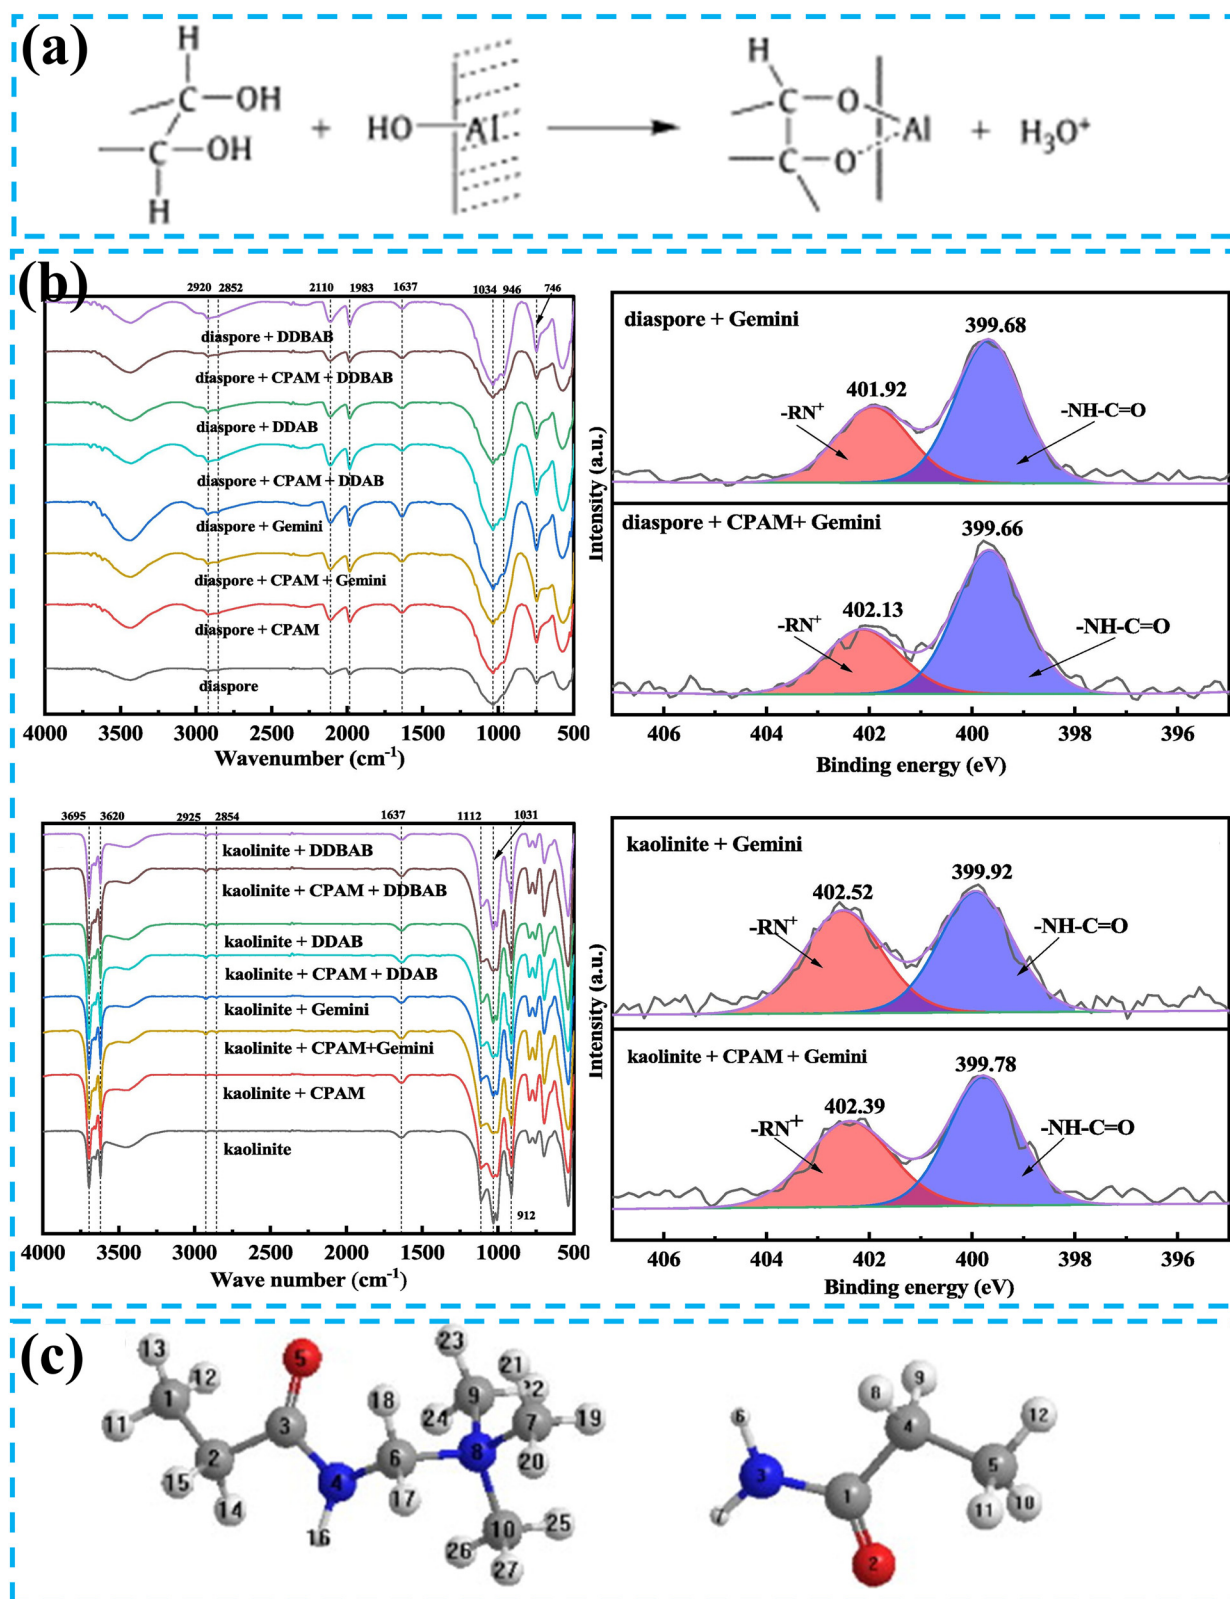 (a)
H
C—OH
C—OH
H
+
HO—Al
H
C—O
C—O
Al
+
H₃O⁺
(b)
2920 2852 2110 1983 1637 1034 946 746
diaspore + DDBAB
diaspore + CPAM + DDBAB
diaspore + DDAB
diaspore + CPAM + DDAB
diaspore + Gemini
diaspore + CPAM + Gemini
diaspore + CPAM
diaspore
4000 3500 3000 2500 2000 1500 1000 500
Wavenumber (cm⁻¹)
Intensity (a.u.)
diaspore + Gemini
399.68
401.92
-RN⁺
-NH-C=O
diaspore + CPAM+ Gemini
399.66
402.13
-RN⁺
-NH-C=O
406 404 402 400 398 396
Binding energy (eV)
3695 3620 2925 2854 1637 1112 1031
kaolinite + DDBAB
kaolinite + CPAM + DDBAB
kaolinite + DDAB
kaolinite + CPAM + DDAB
kaolinite + Gemini
kaolinite + CPAM+Gemini
kaolinite + CPAM
kaolinite
912
4000 3500 3000 2500 2000 1500 1000 500
Wave number (cm⁻¹)
Intensity (a.u.)
kaolinite + Gemini
399.92
402.52
-RN⁺
-NH-C=O
kaolinite + CPAM + Gemini
399.78
402.39
-RN⁺
-NH-C=O
406 404 402 400 398 396
Binding energy (eV)
(c)
13
12
5
1
11
3
2
15
14
4
16
18
6
17
23
9
24
21
22
7
19
20
8
10
25
26
27
6
3
7
1
2
8
9
4
5
12
11
10